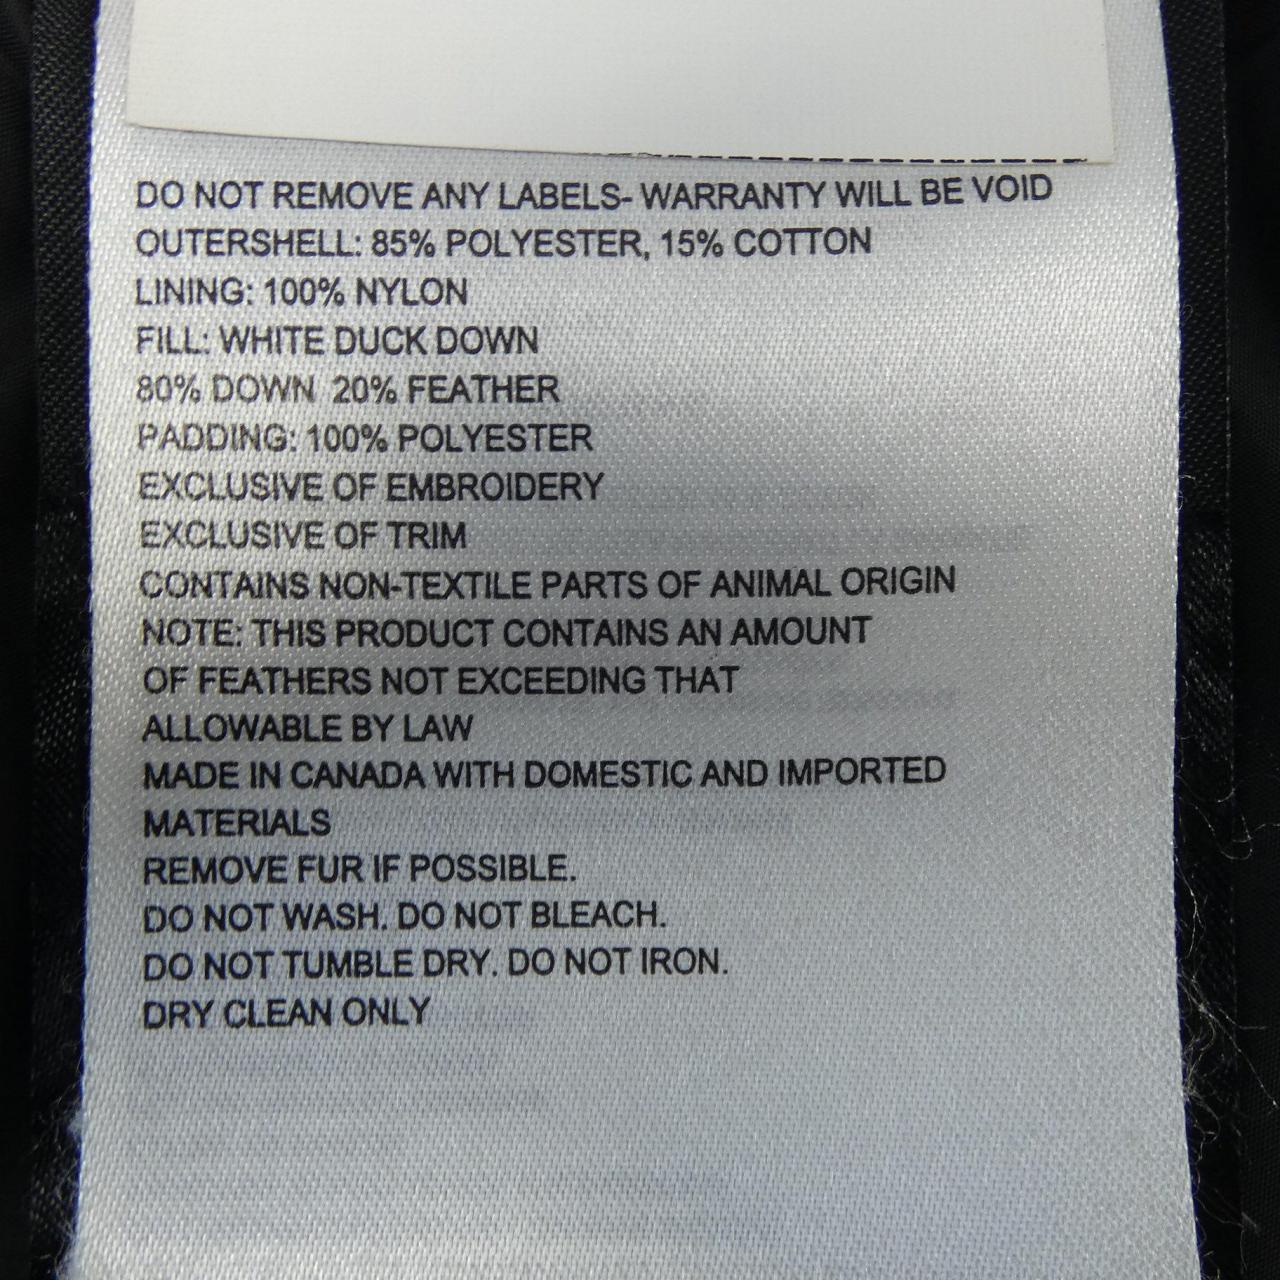 DO NOT REMOVE ANY LABELS- WARRANTY WILL BE VOID
OUTERSHELL: 85% POLYESTER, 15% COTTON
LINING: 100% NYLON
FILL: WHITE DUCK DOWN
80% DOWN 20% FEATHER
PADDING: 100% POLYESTER
EXCLUSIVE OF EMBROIDERY
EXCLUSIVE OF TRIM
CONTAINS NON-TEXTILE PARTS OF ANIMAL ORIGIN
NOTE: THIS PRODUCT CONTAINS AN AMOUNT
OF FEATHERS NOT EXCEEDING THAT
ALLOWABLE BY LAW
MADE IN CANADA WITH DOMESTIC AND IMPORTED
MATERIALS
REMOVE FUR IF POSSIBLE.
DO NOT WASH. DO NOT BLEACH.
DO NOT TUMBLE DRY. DO NOT IRON.
DRY CLEAN ONLY